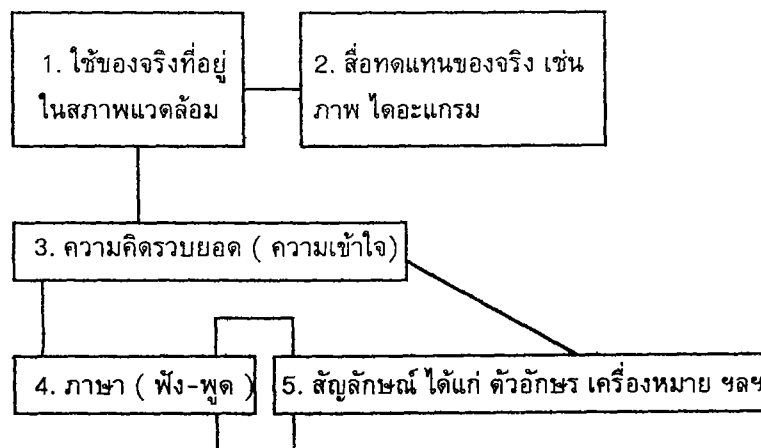 1. ใช้ของจริงที่อยู่
ในสภาพแวดล้อม
2. สื่อทดแทนของจริง เช่น
ภาพ ไดอะแกรม
3. ความคิดรวบยอด ( ความเข้าใจ)
4. ภาษา ( ฟัง-พูด )
5. สัญลักษณ์ ได้แก่ ตัวอักษร เครื่องหมาย ฯลฯ